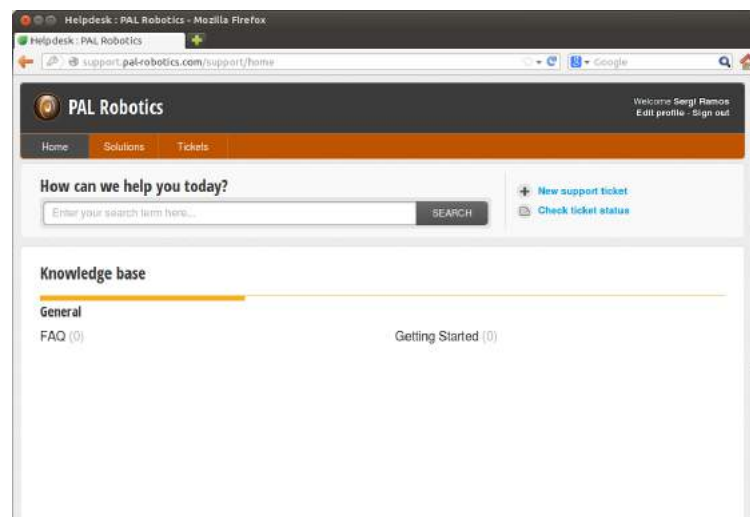 Helpdesk : PAL Robotics - Mozilla Firefox
Helpdesk : PAL Robotics
support.pal-robotics.com/support/home
Google
PAL Robotics
Welcome Sergi Ramos
Edit profile - Sign out
Home Solutions Tickets
How can we help you today?
New support ticket
Enter your search term here...
SEARCH
Check ticket status
Knowledge base
General
FAQ (0)
Getting Started (0)